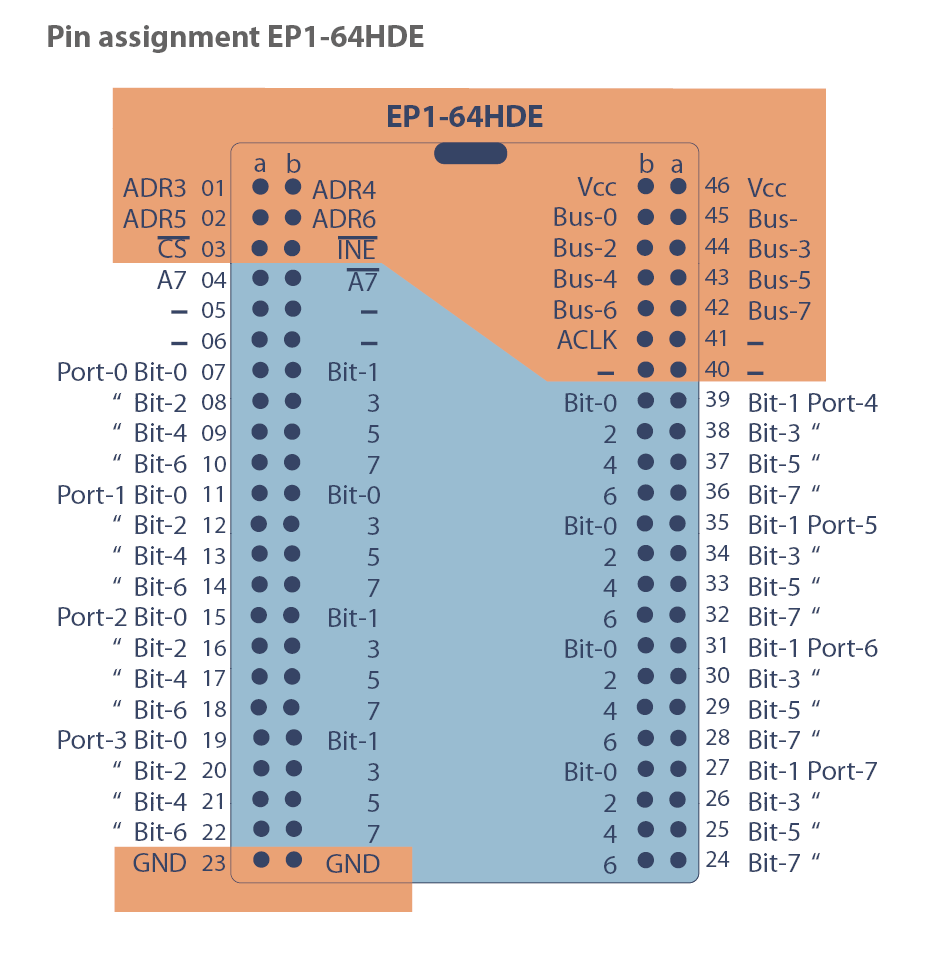 Pin assignment EP1-64HDE
EP1-64HDE
a b b a
ADR3 01 ADR4 Vcc 46 Vcc
ADR5 02 ADR6 Bus-0 45 Bus-
C̅S̅ 03 I̅N̅E̅ Bus-2 44 Bus-3
A7 04 A̅7̅ Bus-4 43 Bus-5
– 05 – Bus-6 42 Bus-7
– 06 – ACLK 41 –
Port-0 Bit-0 07 Bit-1 – 40 –
“ Bit-2 08 3 Bit-0 39 Bit-1 Port-4
“ Bit-4 09 5 2 38 Bit-3 “
“ Bit-6 10 7 4 37 Bit-5 “
Port-1 Bit-0 11 Bit-0 6 36 Bit-7 “
“ Bit-2 12 3 Bit-0 35 Bit-1 Port-5
“ Bit-4 13 5 2 34 Bit-3 “
“ Bit-6 14 7 4 33 Bit-5 “
Port-2 Bit-0 15 Bit-1 6 32 Bit-7 “
“ Bit-2 16 3 Bit-0 31 Bit-1 Port-6
“ Bit-4 17 5 2 30 Bit-3 “
“ Bit-6 18 7 4 29 Bit-5 “
Port-3 Bit-0 19 Bit-1 6 28 Bit-7 “
“ Bit-2 20 3 Bit-0 27 Bit-1 Port-7
“ Bit-4 21 5 2 26 Bit-3 “
“ Bit-6 22 7 4 25 Bit-5 “
GND 23 GND 6 24 Bit-7 “